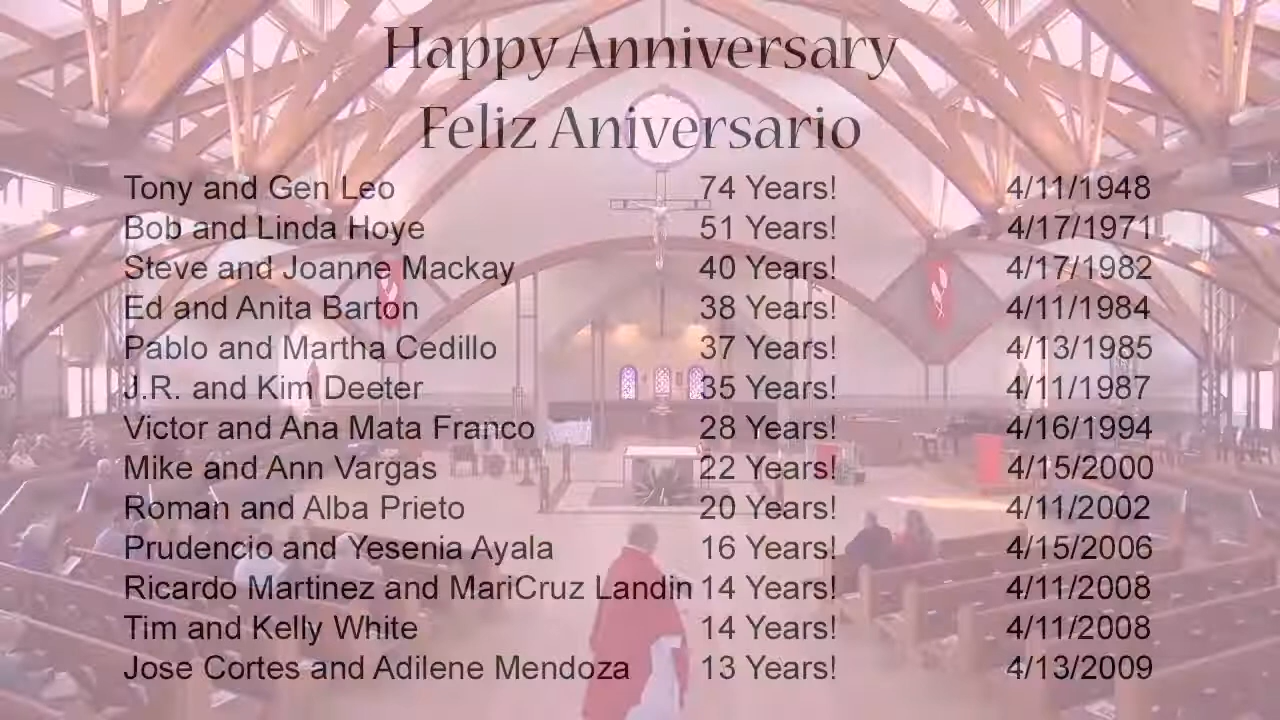 Happy Anniversary
Feliz Aniversario
Tony and Gen Leo 74 Years! 4/11/1948
Bob and Linda Hoye 51 Years! 4/17/1971
Steve and Joanne Mackay 40 Years! 4/17/1982
Ed and Anita Barton 38 Years! 4/11/1984
Pablo and Martha Cedillo 37 Years! 4/13/1985
J.R. and Kim Deeter 35 Years! 4/11/1987
Victor and Ana Mata Franco 28 Years! 4/16/1994
Mike and Ann Vargas 22 Years! 4/15/2000
Roman and Alba Prieto 20 Years! 4/11/2002
Prudencio and Yesenia Ayala 16 Years! 4/15/2006
Ricardo Martinez and MariCruz Landin 14 Years! 4/11/2008
Tim and Kelly White 14 Years! 4/11/2008
Jose Cortes and Adilene Mendoza 13 Years! 4/13/2009